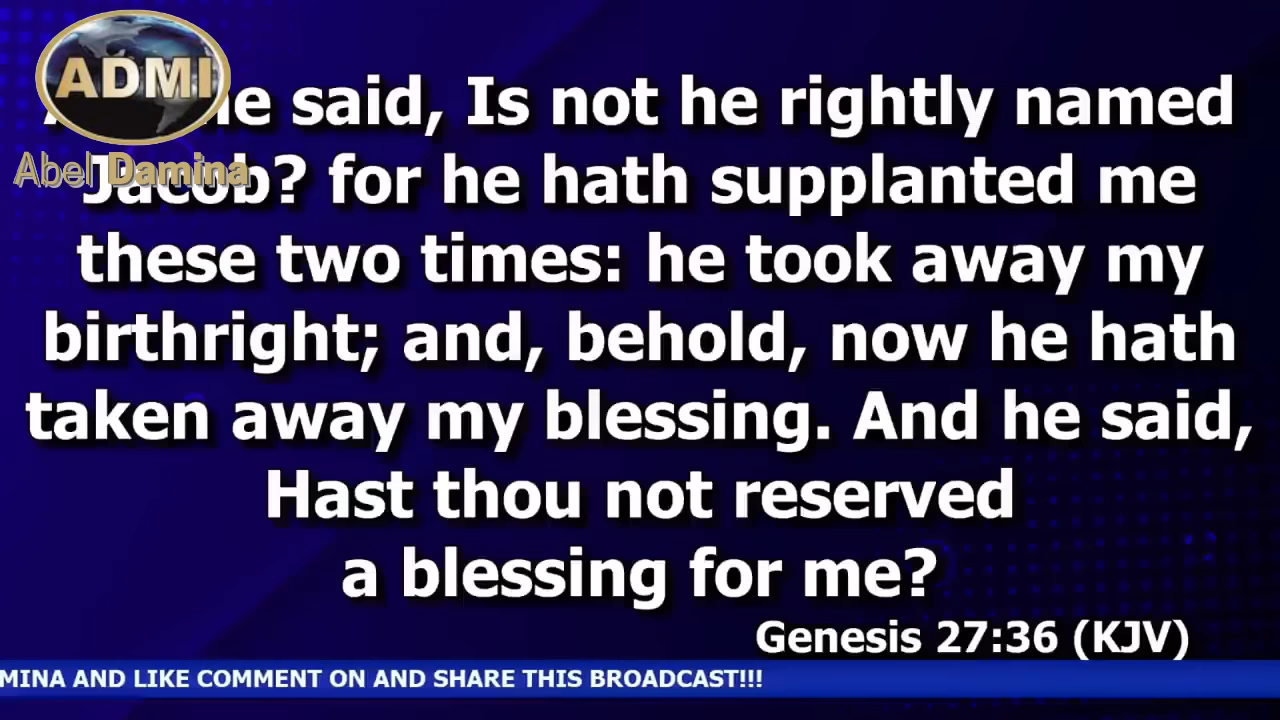 ADMI
Abel Damina
he said, Is not he rightly named
Jacob? for he hath supplanted me
these two times: he took away my
birthright; and, behold, now he hath
taken away my blessing. And he said,
Hast thou not reserved
a blessing for me?
Genesis 27:36 (KJV)
MINA AND LIKE COMMENT ON AND SHARE THIS BROADCAST!!!